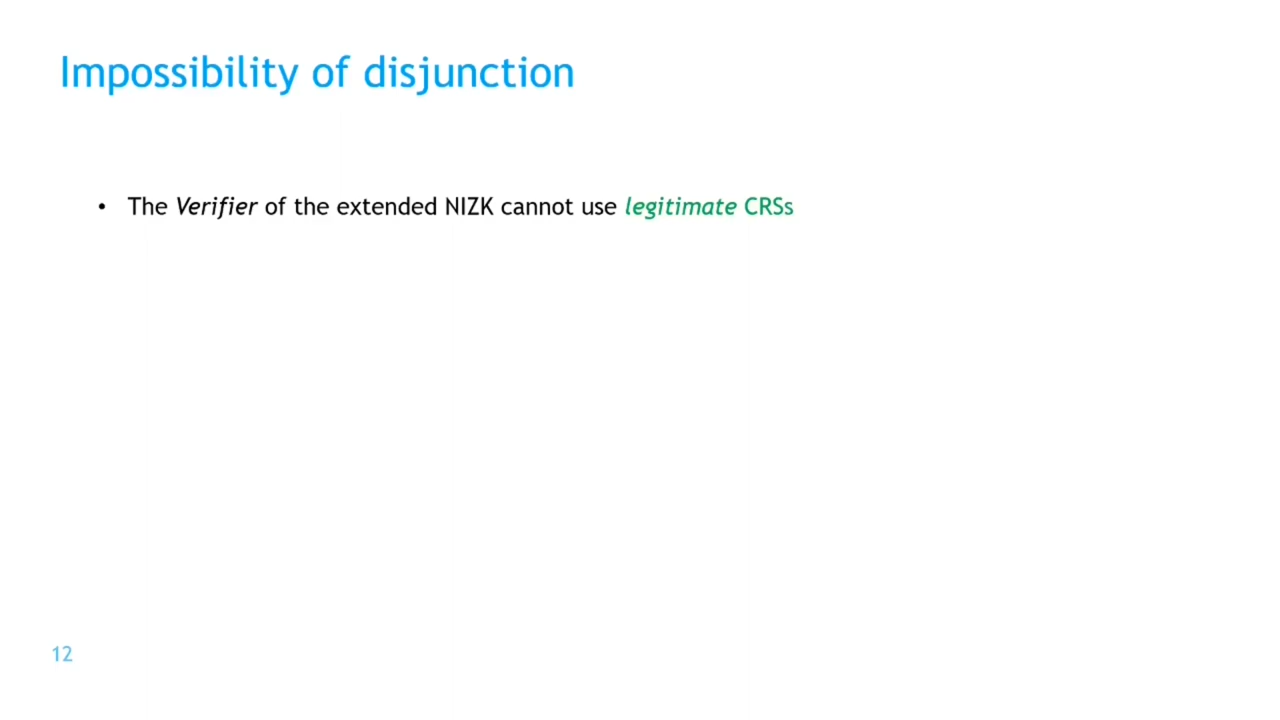 Impossibility of disjunction
• The Verifier of the extended NIZK cannot use legitimate CRSs
12